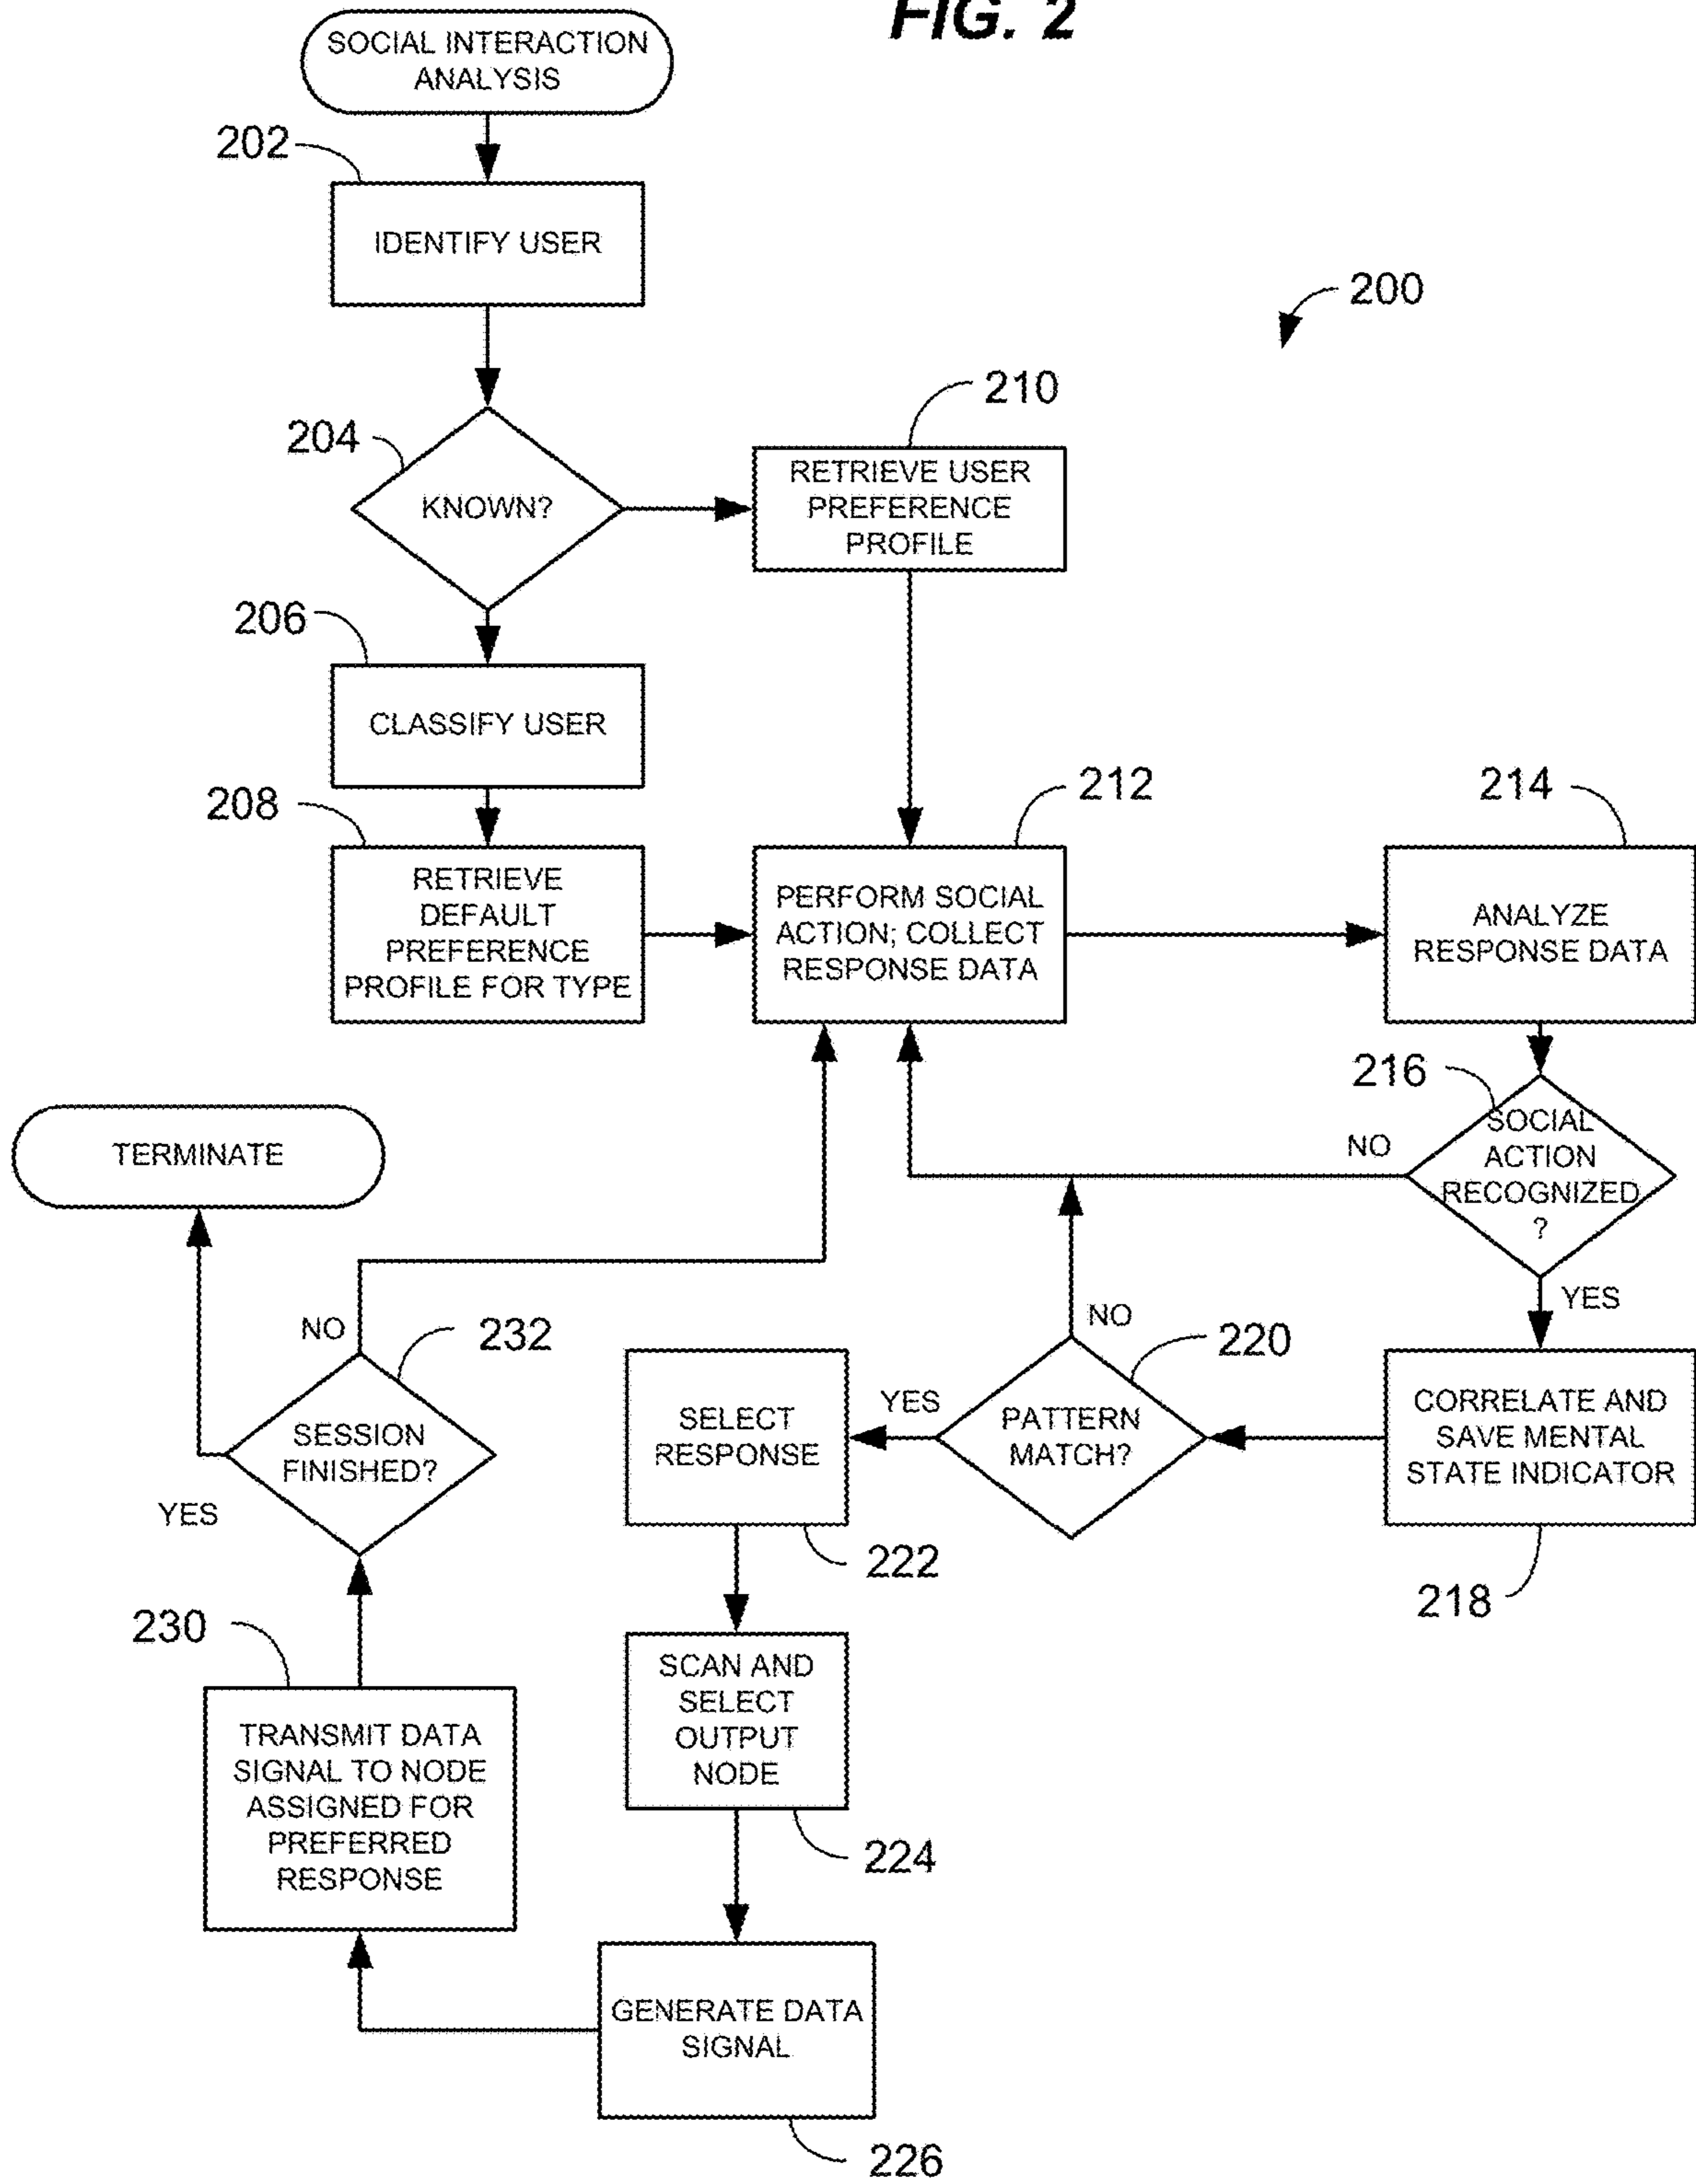 FIG. 2
SOCIAL INTERACTION
ANALYSIS
202
IDENTIFY USER
200
204
KNOWN?
210
RETRIEVE USER
PREFERENCE
PROFILE
206
CLASSIFY USER
208
RETRIEVE
DEFAULT
PREFERENCE
PROFILE FOR TYPE
212
PERFORM SOCIAL
ACTION; COLLECT
RESPONSE DATA
214
ANALYZE
RESPONSE DATA
216
SOCIAL
ACTION
RECOGNIZED
?
NO
YES
218
CORRELATE AND
SAVE MENTAL
STATE INDICATOR
220
PATTERN
MATCH?
NO
YES
SELECT
RESPONSE
222
SCAN AND
SELECT
OUTPUT
NODE
224
GENERATE DATA
SIGNAL
226
230
TRANSMIT DATA
SIGNAL TO NODE
ASSIGNED FOR
PREFERRED
RESPONSE
232
SESSION
FINISHED?
NO
YES
TERMINATE